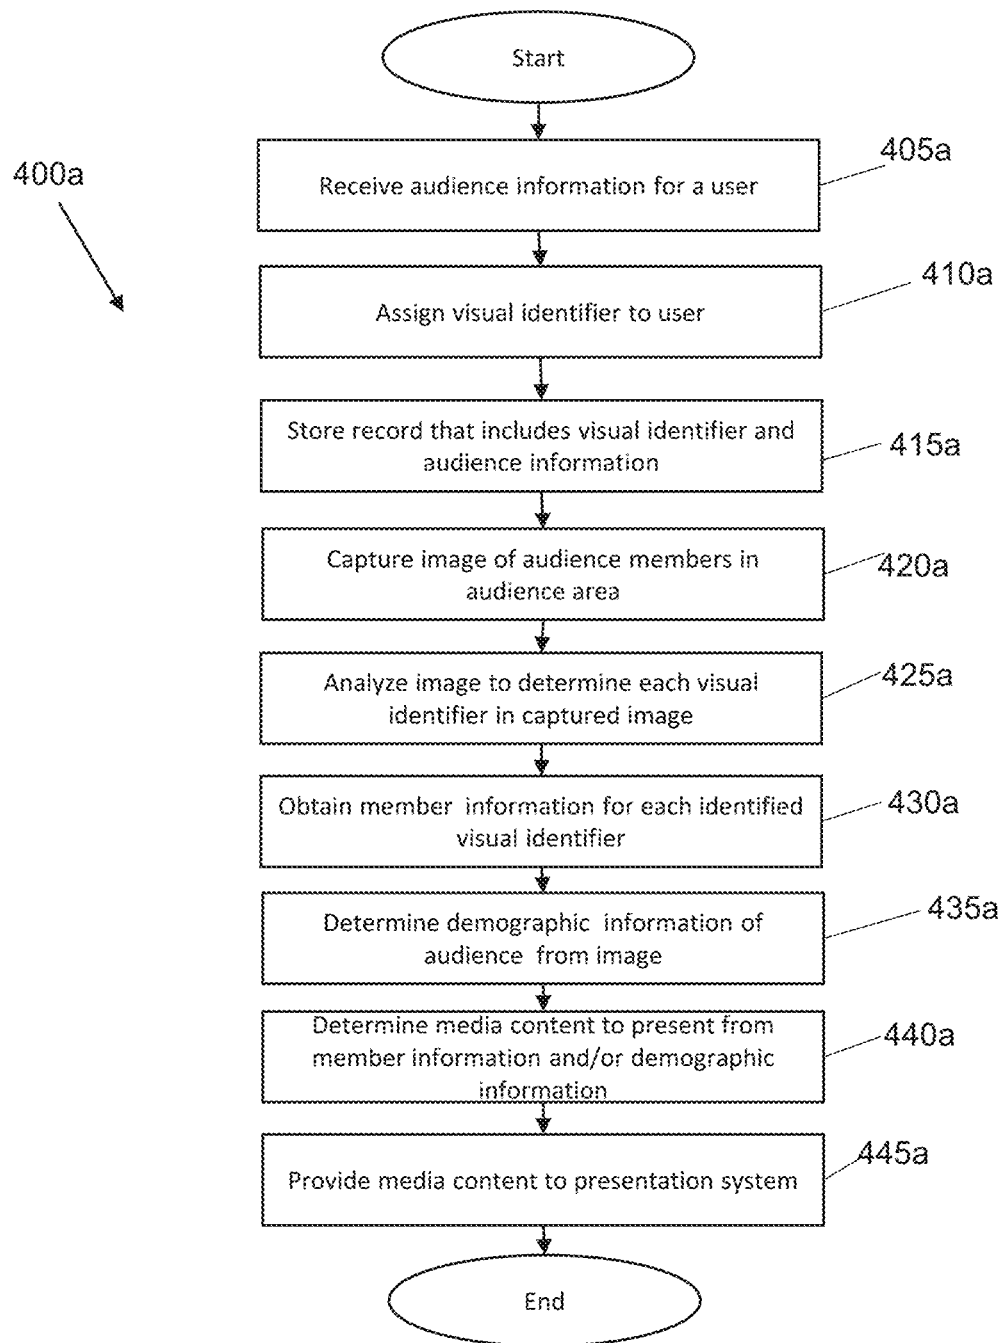 Start
400a
Receive audience information for a user
405a
Assign visual identifier to user
410a
Store record that includes visual identifier and
audience information
415a
Capture image of audience members in
audience area
420a
Analyze image to determine each visual
identifier in captured image
425a
Obtain member information for each identified
visual identifier
430a
Determine demographic information of
audience from image
435a
Determine media content to present from
member information and/or demographic
information
440a
Provide media content to presentation system
445a
End